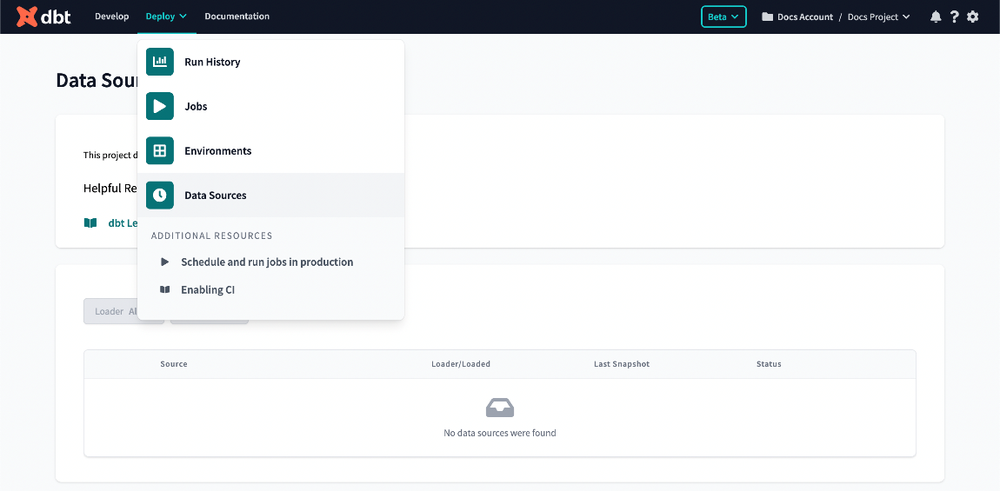 dbt Develop Deploy Documentation Beta Docs Account / Docs Project
Run History
Data Sour
Jobs
This project d
Environments
Helpful Re
Data Sources
dbt Le
ADDITIONAL RESOURCES
Schedule and run jobs in production
Enabling CI
Loader Al
Source Loader/Loaded Last Snapshot Status
No data sources were found